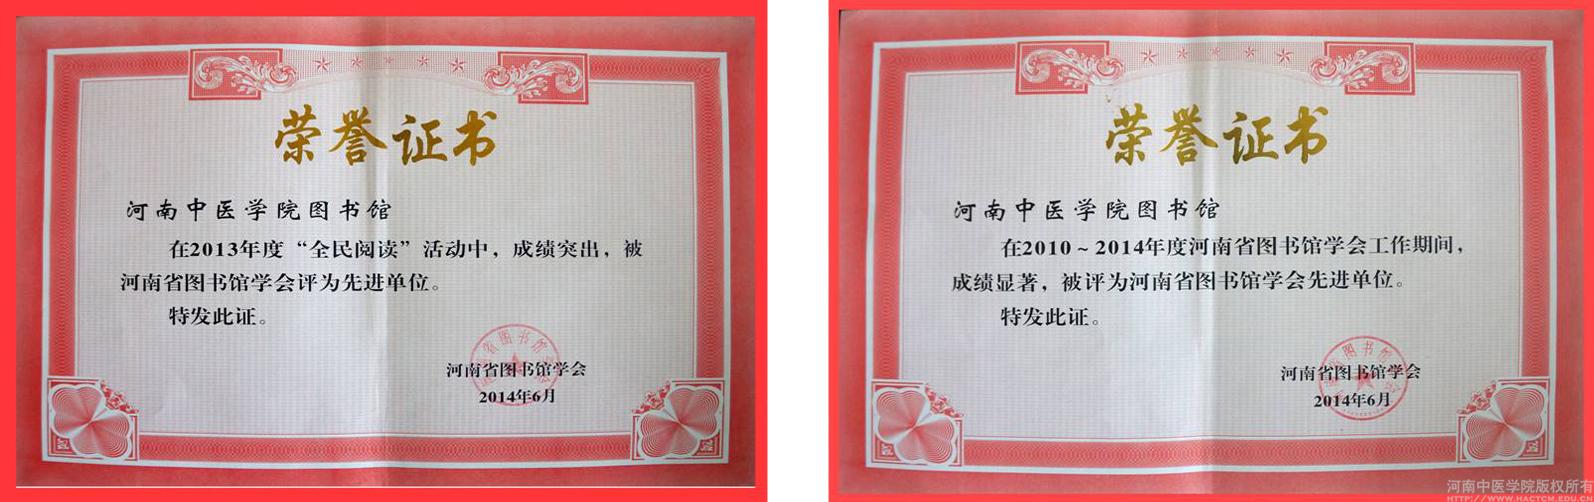 荣誉证书
河南中医学院图书馆
在2013年度“全民阅读”活动中，成绩突出，被
河南省图书馆学会评为先进单位。
特发此证。
河南省图书馆学会
2014年6月
荣誉证书
河南中医学院图书馆
在2010～2014年度河南省图书馆学会工作期间，
成绩显著，被评为河南省图书馆学会先进单位。
特发此证。
河南省图书馆学会
2014年6月
河南中医学院版权所有
HTTP://WWW.HACTCM.EDU.CN